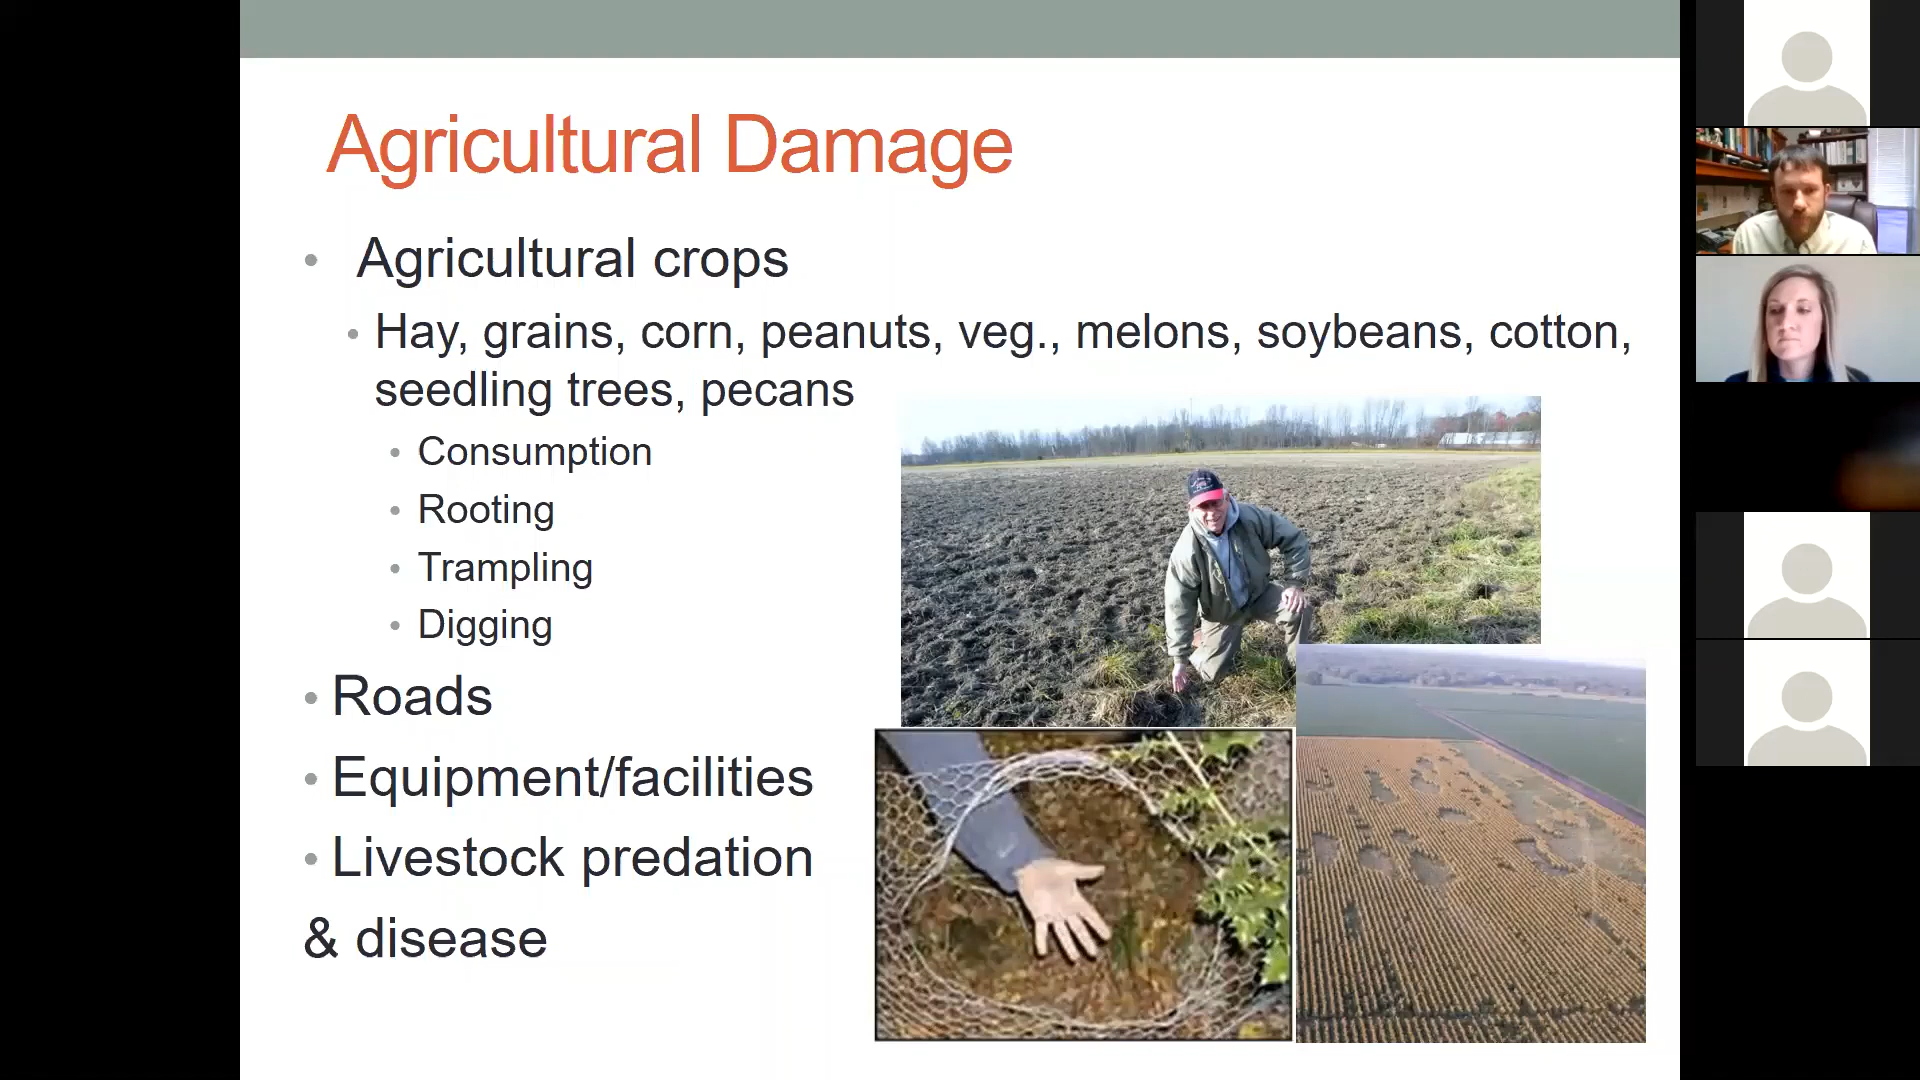 Agricultural Damage
• Agricultural crops
• Hay, grains, corn, peanuts, veg., melons, soybeans, cotton,
seedling trees, pecans
• Consumption
• Rooting
• Trampling
• Digging
• Roads
• Equipment/facilities
• Livestock predation
& disease